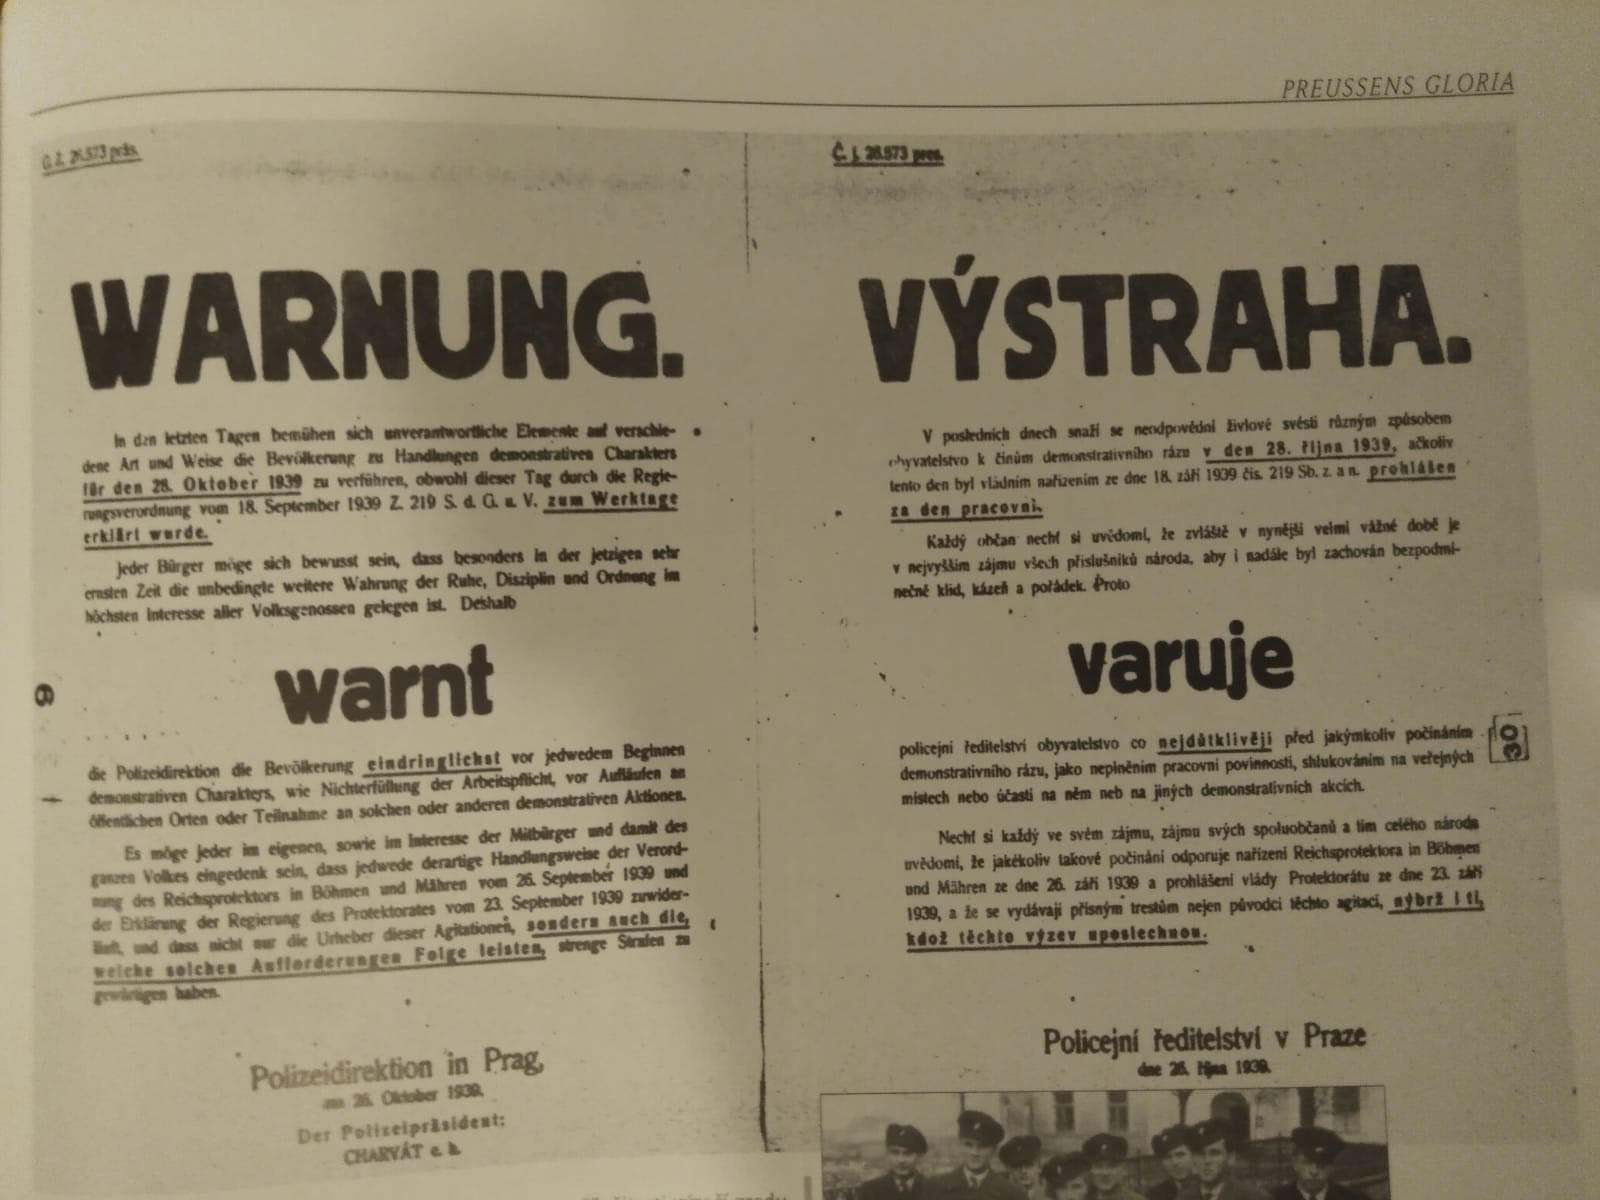 PREUSSENS GLORIA
G. Z. 26.573 präs.
WARNUNG.
In den letzten Tagen bemühen sich unverantwortliche Elemente auf verschie-
dene Art und Weise die Bevölkerung zu Handlungen demonstrativen Charakters
für den 28. Oktober 1939 zu verführen, obwohl dieser Tag durch die Regie-
rungsverordnung vom 18. September 1939 Z. 219 S. d. G. u. V. zum Werktage
erklärt wurde.
Jeder Bürger möge sich bewusst sein, dass besonders in der jetzigen sehr
ernsten Zeit die unbedingte weitere Wahrung der Ruhe, Disziplin und Ordnung im
höchsten Interesse aller Volksgenossen gelegen ist. Deshalb
warnt
die Polizeidirektion die Bevölkerung eindringlichst vor jedwedem Beginnen
demonstrativen Charakters, wie Nichterfüllung der Arbeitspflicht, vor Aufläufen an
öffentlichen Orten oder Teilnahme an solchen oder anderen demonstrativen Aktionen.
Es möge jeder im eigenen, sowie im Interesse der Mitbürger und damit des
ganzen Volkes eingedenk sein, dass jedwede derartige Handlungsweise der Verord-
nung des Reichsprotektors in Böhmen und Mähren vom 26. September 1939 und
der Erklärung der Regierung des Protektorates vom 23. September 1939 zuwider-
läuft, und dass nicht nur die Urheber dieser Agitationen, sondern auch die,
welche solchen Aufforderungen Folge leisten, strenge Strafen zu
gewärtigen haben.
Polizeidirektion in Prag,
am 26. Oktober 1939.
Der Polizeipräsident:
CHARVÁT e. h.
Č. j. 26.573 pres.
VÝSTRAHA.
V posledních dnech snaží se neodpovědní živlové svésti různým způsobem
obyvatelstvo k činům demonstrativního rázu v den 28. října 1939, ačkoliv
tento den byl vládním nařízením ze dne 18. září 1939 čis. 219 Sb. z. a n. prohlášen
za den pracovní.
Každý občan nechť si uvědomí, že zvláště v nynější velmi vážné době je
v nejvyšším zájmu všech příslušníků národa, aby i nadále byl zachován bezpodmí-
nečně klid, kázeň a pořádek. Proto
varuje
policejní ředitelství obyvatelstvo co nejdůtklivěji před jakýmkoliv počínáním
demonstrativního rázu, jako neplněním pracovní povinnosti, shlukováním na veřejných
místech nebo účastí na něm neb na jiných demonstrativních akcích.
Nechť si každý ve svém zájmu, zájmu svých spoluobčanů a tím celého národa
uvědomí, že jakékoliv takové počínání odporuje nařízení Reichsprotektora in Böhmen
und Mähren ze dne 26. září 1939 a prohlášení vlády Protektorátu ze dne 23. září
1939, a že se vydávají přísným trestům nejen původci těchto agitací, nýbrž i ti,
kdož těchto výzev uposlechnou.
Policejní ředitelství v Praze
dne 26. října 1939.
30
6